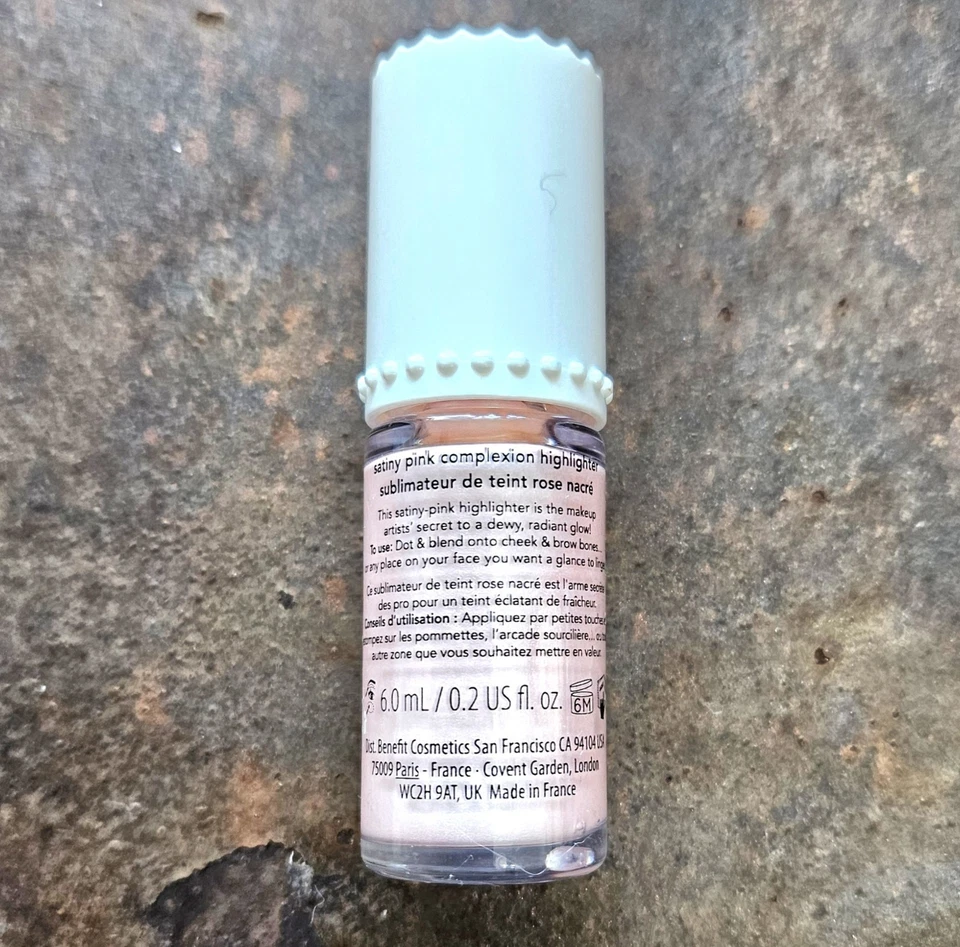 satiny pink complexion highlighter
sublimateur de teint rose nacré
This satiny-pink highlighter is the makeup
artists' secret to a dewy, radiant glow!
To use: Dot & blend onto cheek & brow bones...
any place on your face you want a glance to
Ce sublimateur de teint rose nacré est l'arme
des pro pour un teint éclatant de fraîcheur.
Conseils d'utilisation : Appliquez par petites
sur les pommettes, l'arcade sourcilière...
autre zone que vous souhaitez mettre en valeur.
6.0 mL / 0.2 US fl. oz. 6M
Dist. Benefit Cosmetics San Francisco CA 94104 USA
75009 Paris - France · Covent Garden, London
WC2H 9AT, UK Made in France